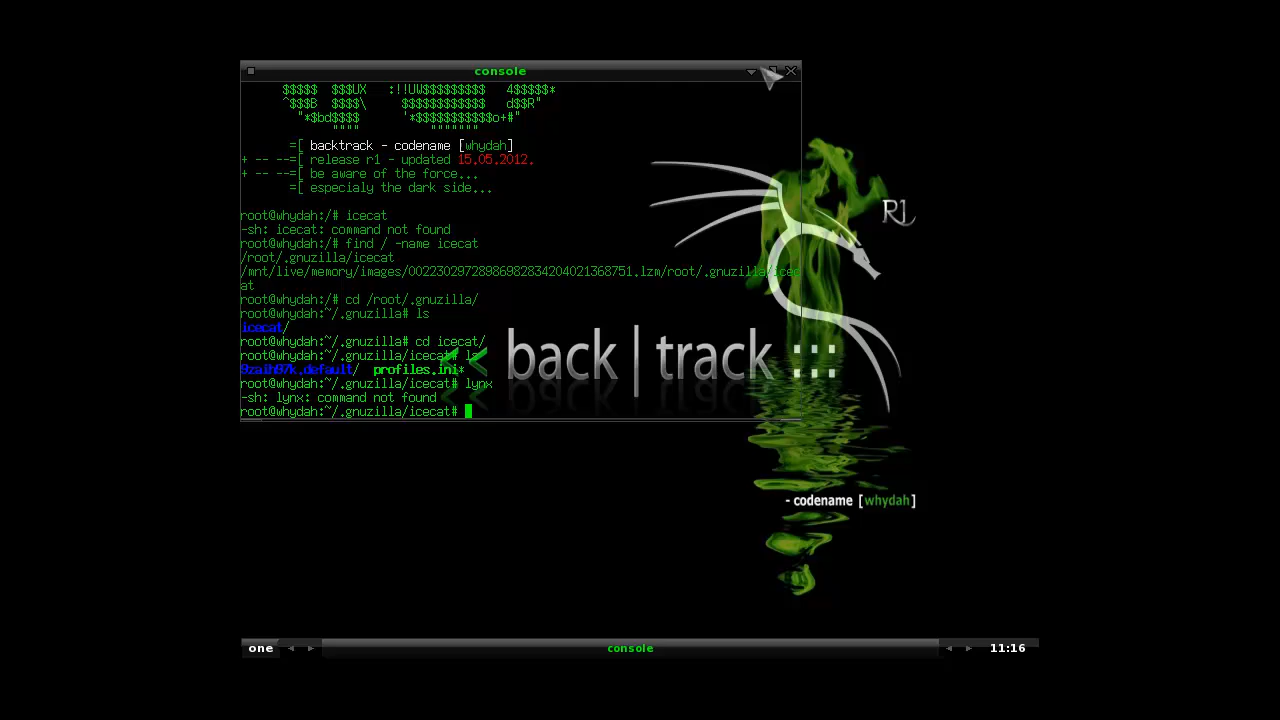 console
$$$$$  $$$UX   :!!UW$$$$$$$$$   4$$$$$*
^$$$B  $$$$\     $$$$$$$$$$$$   d$$R"
"*$bd$$$$      '*$$$$$$$$$$$o+#"
""""          """""""
=[ backtrack - codename [whydah]
+ -- --=[ release r1 - updated 15.05.2012.
+ -- --=[ be aware of the force...
=[ especialy the dark side...
root@whydah:/# icecat
-sh: icecat: command not found
root@whydah:/# find / -name icecat
/root/.gnuzilla/icecat
/mnt/live/memory/images/00223029728986982834204021368751.lzm/root/.gnuzilla/icec
at
root@whydah:/# cd /root/.gnuzilla/
root@whydah:~/.gnuzilla# ls
icecat/
root@whydah:~/.gnuzilla# cd icecat/
root@whydah:~/.gnuzilla/icecat# ls
9zaih97k.default/  profiles.ini*
root@whydah:~/.gnuzilla/icecat# lynx
-sh: lynx: command not found
root@whydah:~/.gnuzilla/icecat#
R1
<< back|track :::
- codename [whydah]
one
console
11:16